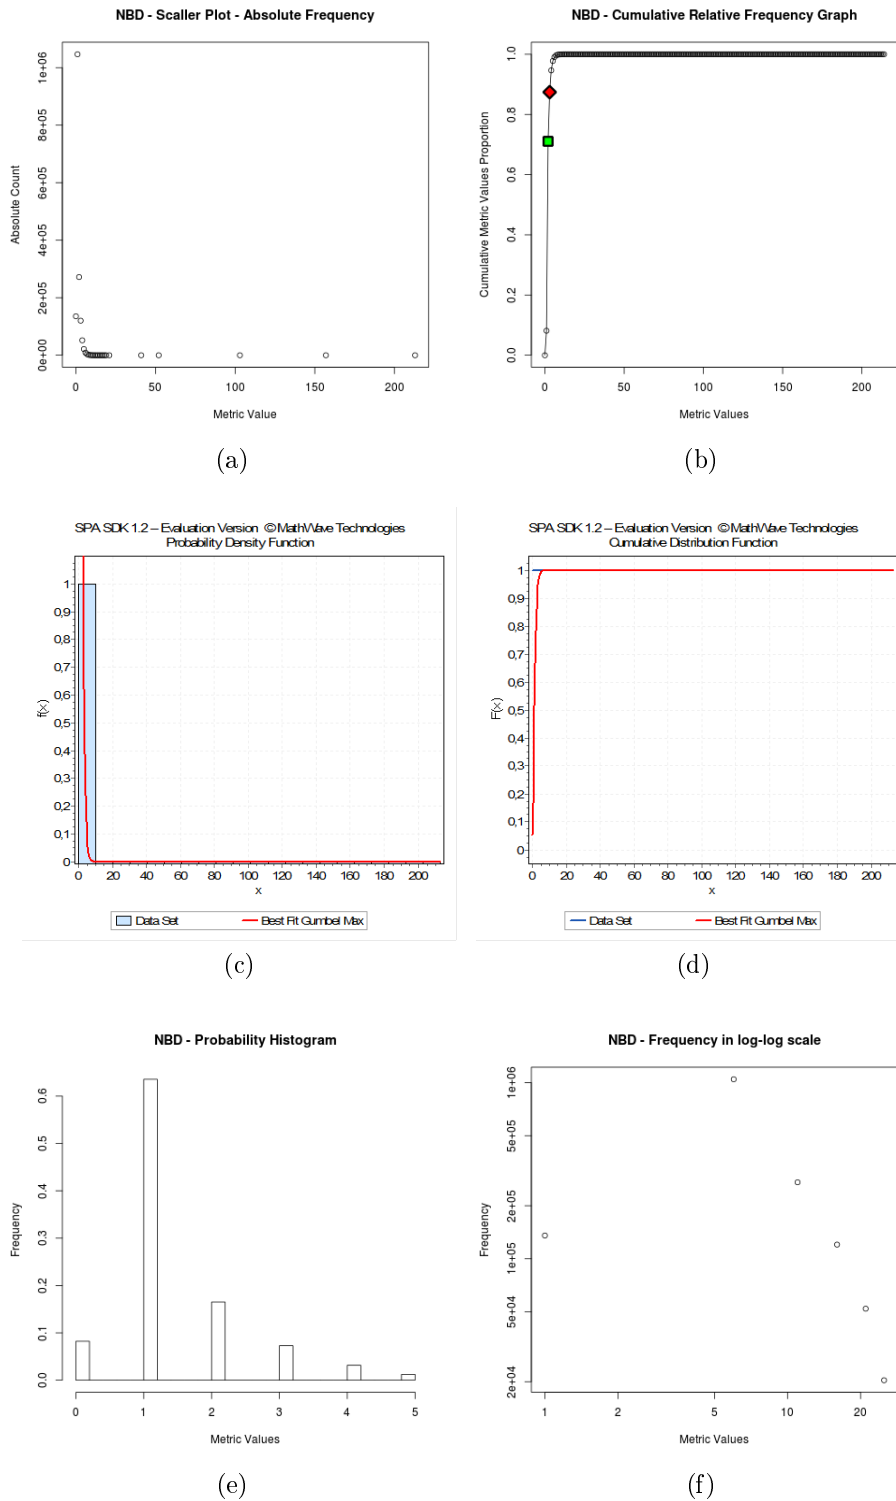 NBD - Scaller Plot - Absolute Frequency
Absolute Count
0e+00 2e+05 4e+05 6e+05 8e+05 1e+06
0 50 100 150 200
Metric Value
(a)
NBD - Cumulative Relative Frequency Graph
Cumulative Metric Values Proportion
0.0 0.2 0.4 0.6 0.8 1.0
0 50 100 150 200
Metric Values
(b)
SPA SDK 1.2 – Evaluation Version © MathWave Technologies
Probability Density Function
f(x)
1
0,9
0,8
0,7
0,6
0,5
0,4
0,3
0,2
0,1
0
0 20 40 60 80 100 120 140 160 180 200
x
Data Set Best Fit Gumbel Max
(c)
SPA SDK 1.2 – Evaluation Version © MathWave Technologies
Cumulative Distribution Function
F(x)
1
0,9
0,8
0,7
0,6
0,5
0,4
0,3
0,2
0,1
0
0 20 40 60 80 100 120 140 160 180 200
x
Data Set Best Fit Gumbel Max
(d)
NBD - Probability Histogram
Frequency
0.0 0.1 0.2 0.3 0.4 0.5 0.6
0 1 2 3 4 5
Metric Values
(e)
NBD - Frequency in log-log scale
Frequency
2e+04 5e+04 1e+05 2e+05 5e+05 1e+06
1 2 5 10 20
Metric Values
(f)